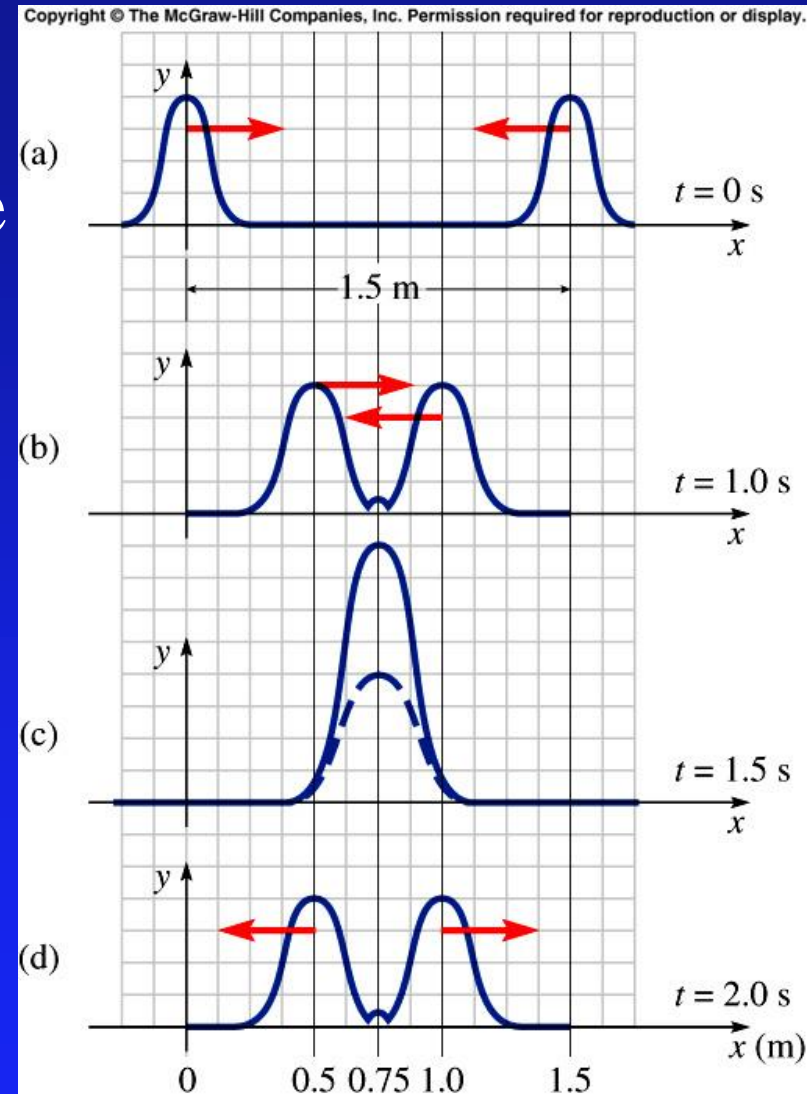 Copyright © The McGraw-Hill Companies, Inc. Permission required for reproduction or display.
y
(a)
t = 0 s
x
1.5 m
y
(b)
t = 1.0 s
x
y
(c)
t = 1.5 s
x
y
(d)
t = 2.0 s
x (m)
0 0.5 0.75 1.0 1.5